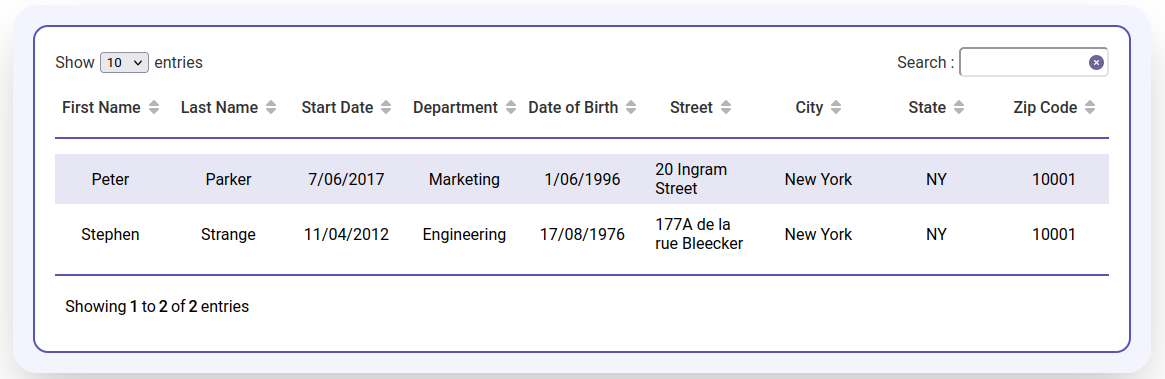 Show 10 entries Search :
First Name Last Name Start Date Department Date of Birth Street City State Zip Code
Peter Parker 7/06/2017 Marketing 1/06/1996 20 Ingram Street New York NY 10001
Stephen Strange 11/04/2012 Engineering 17/08/1976 177A de la rue Bleecker New York NY 10001
Showing 1 to 2 of 2 entries